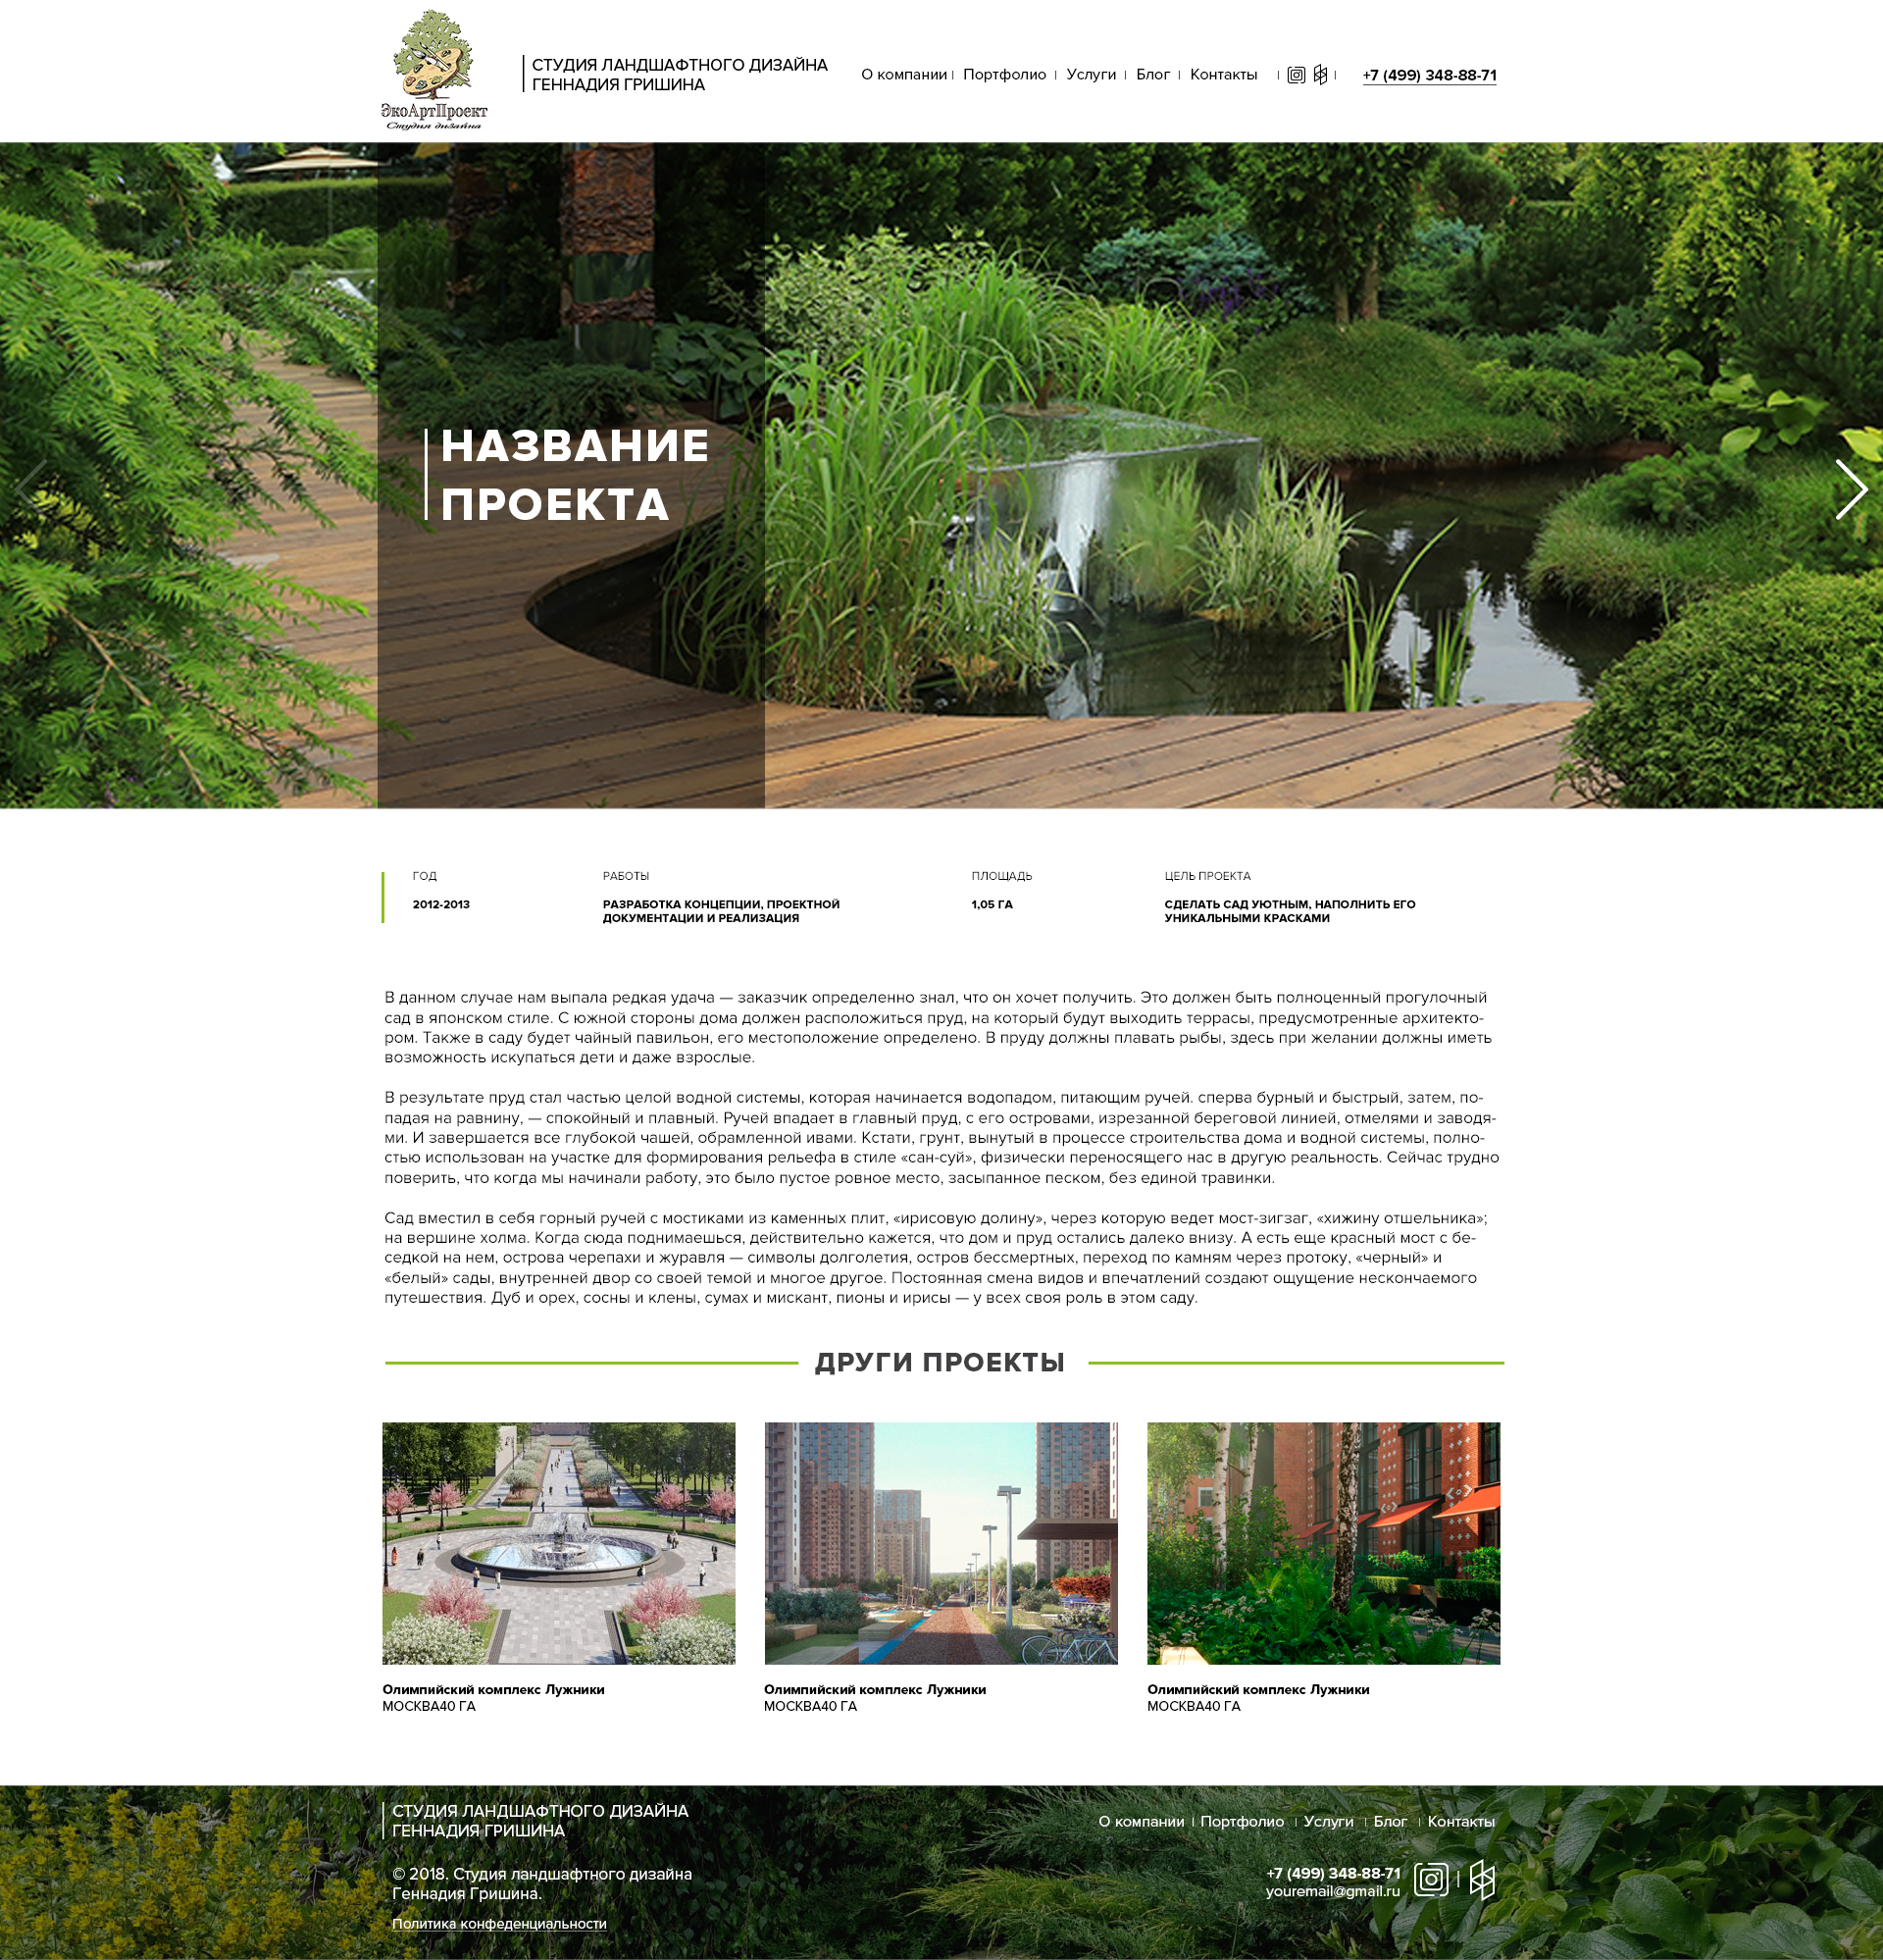 ЭкоАртПроект
Студия дизайна
СТУДИЯ ЛАНДШАФТНОГО ДИЗАЙНА
ГЕННАДИЯ ГРИШИНА
О компании | Портфолио | Услуги | Блог | Контакты | | +7 (499) 348-88-71
НАЗВАНИЕ
ПРОЕКТА
ГОД
2012-2013
РАБОТЫ
РАЗРАБОТКА КОНЦЕПЦИИ, ПРОЕКТНОЙ
ДОКУМЕНТАЦИИ И РЕАЛИЗАЦИЯ
ПЛОЩАДЬ
1,05 ГА
ЦЕЛЬ ПРОЕКТА
СДЕЛАТЬ САД УЮТНЫМ, НАПОЛНИТЬ ЕГО
УНИКАЛЬНЫМИ КРАСКАМИ
В данном случае нам выпала редкая удача — заказчик определенно знал, что он хочет получить. Это должен быть полноценный прогулочный
сад в японском стиле. С южной стороны дома должен расположиться пруд, на который будут выходить террасы, предусмотренные архитекто-
ром. Также в саду будет чайный павильон, его местоположение определено. В пруду должны плавать рыбы, здесь при желании должны иметь
возможность искупаться дети и даже взрослые.
В результате пруд стал частью целой водной системы, которая начинается водопадом, питающим ручей. сперва бурный и быстрый, затем, по-
падая на равнину, — спокойный и плавный. Ручей впадает в главный пруд, с его островами, изрезанной береговой линией, отмелями и заводя-
ми. И завершается все глубокой чашей, обрамленной ивами. Кстати, грунт, вынутый в процессе строительства дома и водной системы, полно-
стью использован на участке для формирования рельефа в стиле «сан-суй», физически переносящего нас в другую реальность. Сейчас трудно
поверить, что когда мы начинали работу, это было пустое ровное место, засыпанное песком, без единой травинки.
Сад вместил в себя горный ручей с мостиками из каменных плит, «ирисовую долину», через которую ведет мост-зигзаг, «хижину отшельника»;
на вершине холма. Когда сюда поднимаешься, действительно кажется, что дом и пруд остались далеко внизу. А есть еще красный мост с бе-
седкой на нем, острова черепахи и журавля — символы долголетия, остров бессмертных, переход по камням через протоку, «черный» и
«белый» сады, внутренней двор со своей темой и многое другое. Постоянная смена видов и впечатлений создают ощущение нескончаемого
путешествия. Дуб и орех, сосны и клены, сумах и мискант, пионы и ирисы — у всех своя роль в этом саду.
ДРУГИ ПРОЕКТЫ
Олимпийский комплекс Лужники
МОСКВА40 ГА
Олимпийский комплекс Лужники
МОСКВА40 ГА
Олимпийский комплекс Лужники
МОСКВА40 ГА
СТУДИЯ ЛАНДШАФТНОГО ДИЗАЙНА
ГЕННАДИЯ ГРИШИНА
© 2018. Студия ландшафтного дизайна
Геннадия Гришина.
Политика конфеденциальности
О компании | Портфолио | Услуги | Блог | Контакты
+7 (499) 348-88-71
youremail@gmail.ru